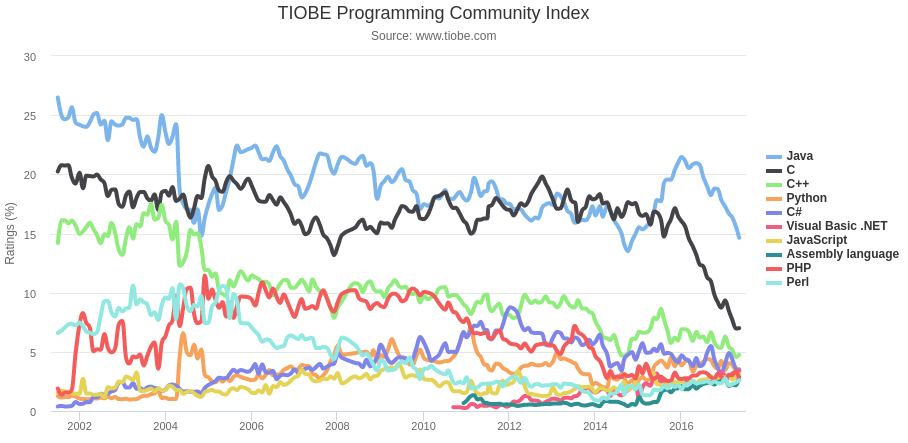 TIOBE Programming Community Index
Source: www.tiobe.com
Ratings (%)
30
25
20
15
10
5
0
2002
2004
2006
2008
2010
2012
2014
2016
Java
C
C++
Python
C#
Visual Basic .NET
JavaScript
Assembly language
PHP
Perl